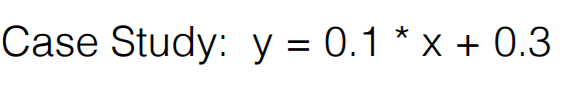 Case Study:  y = 0.1 * x + 0.3